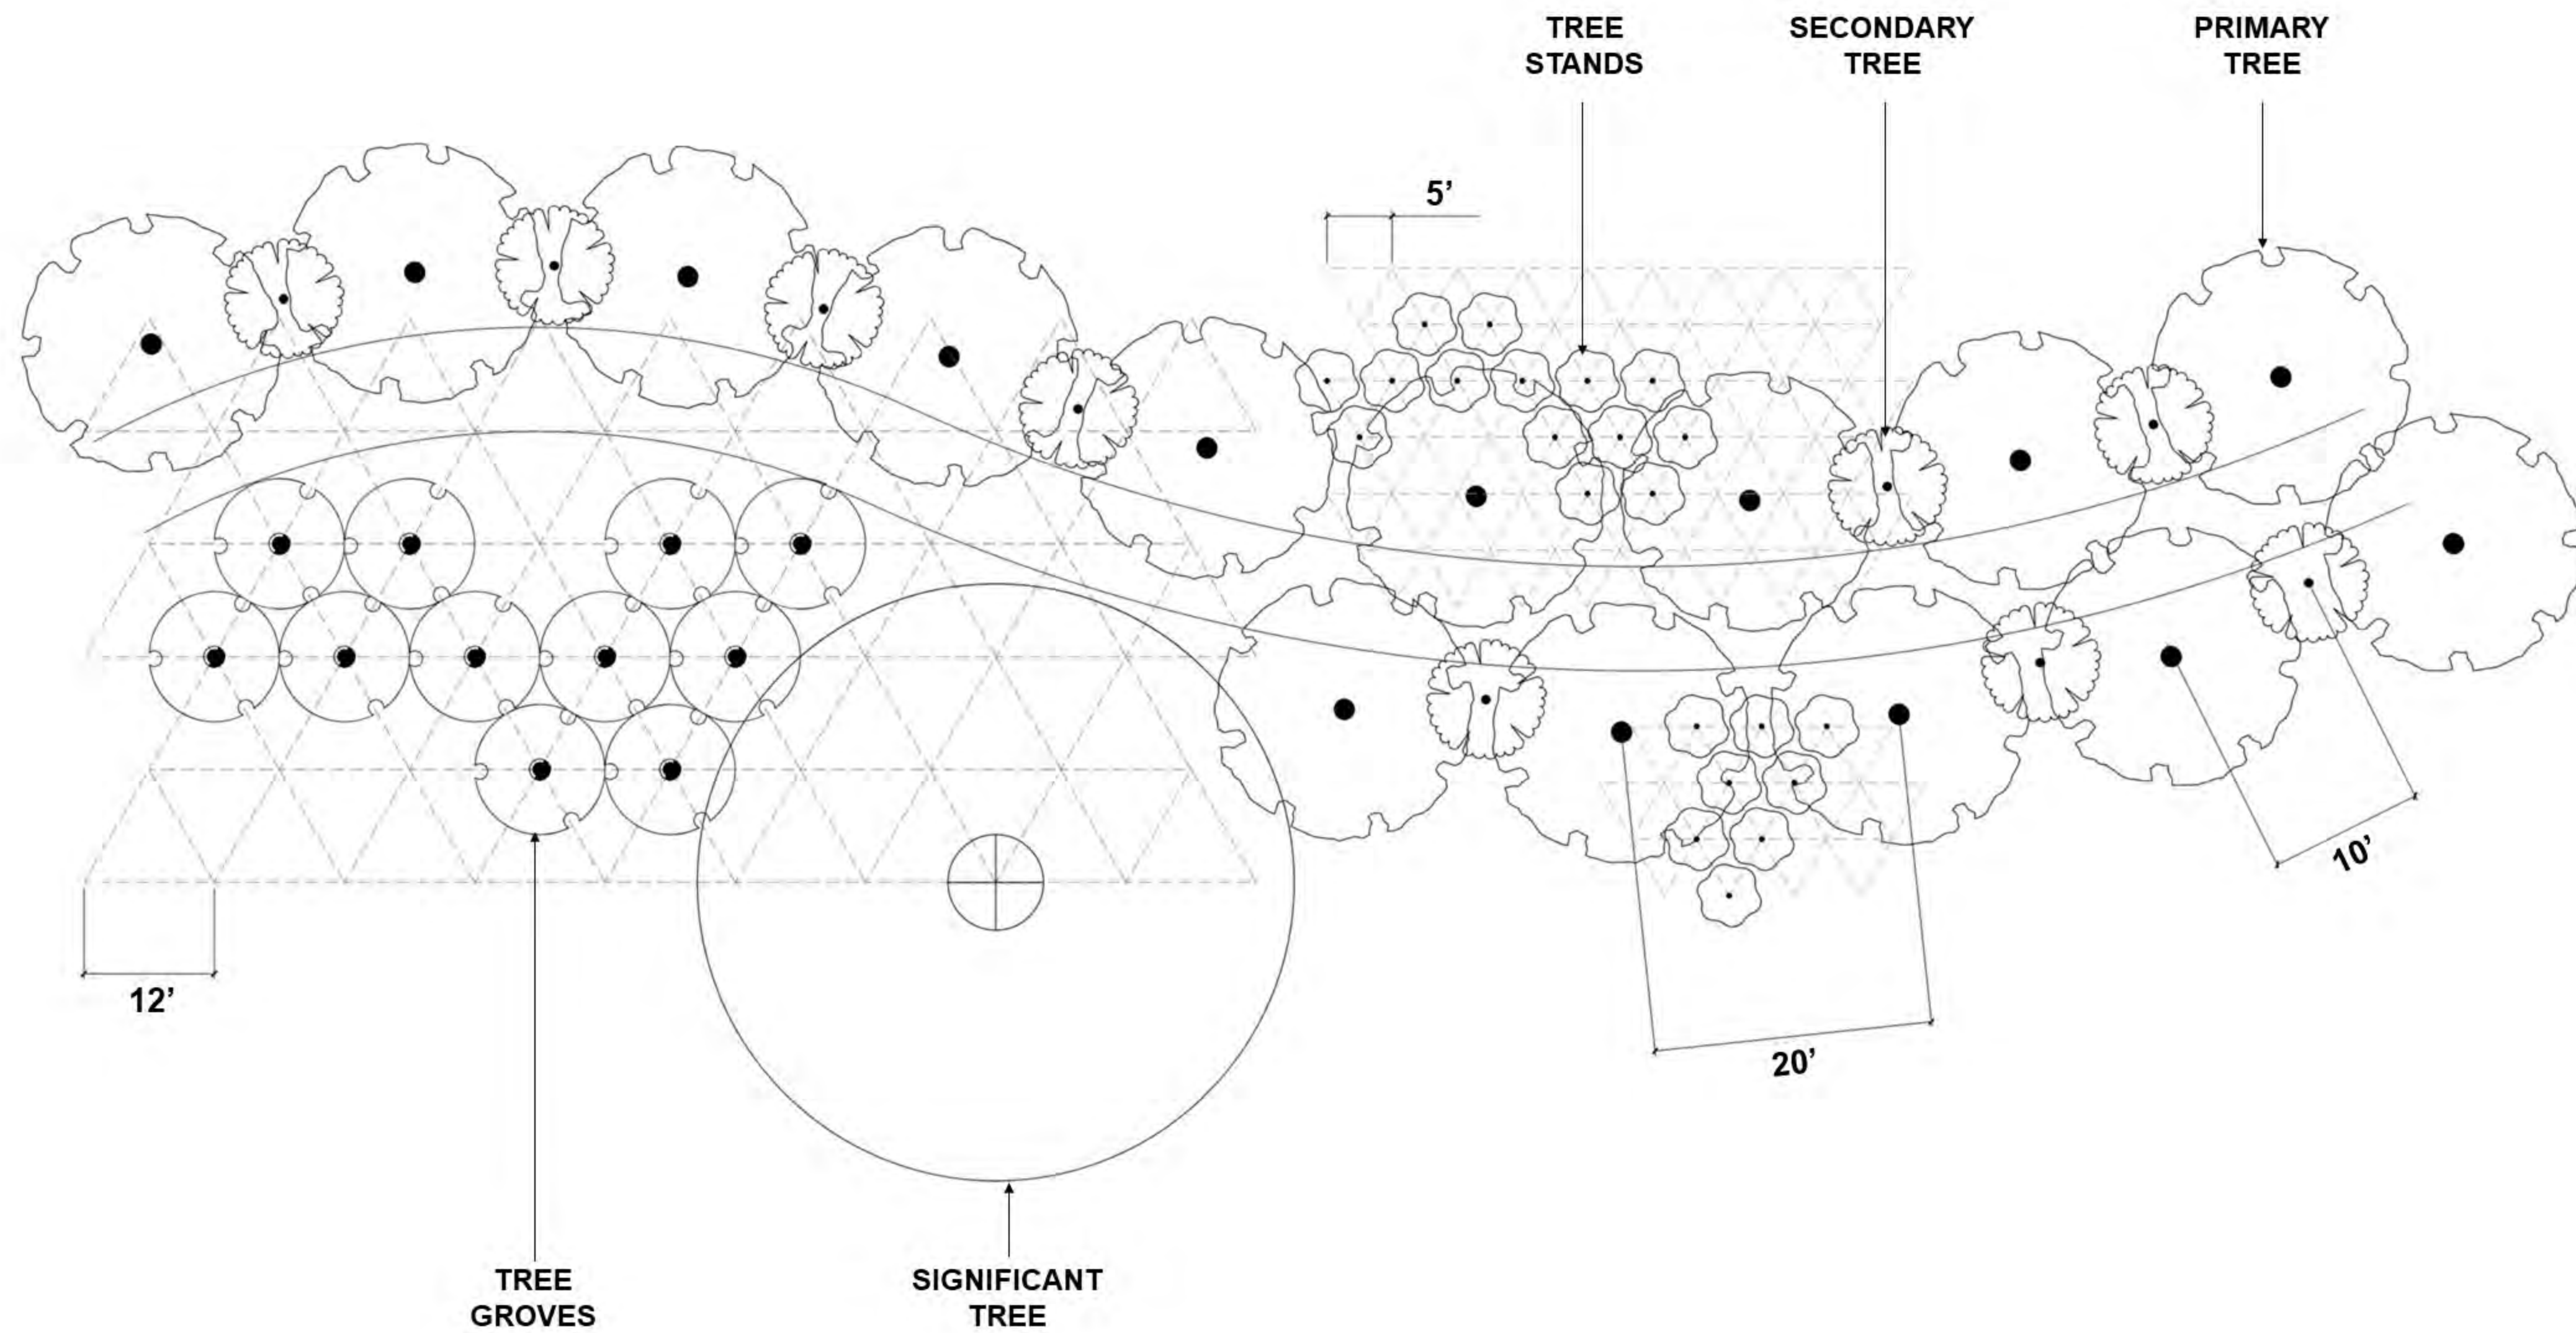 TREE
STANDS
SECONDARY
TREE
PRIMARY
TREE
5’
12’
20’
10’
TREE
GROVES
SIGNIFICANT
TREE